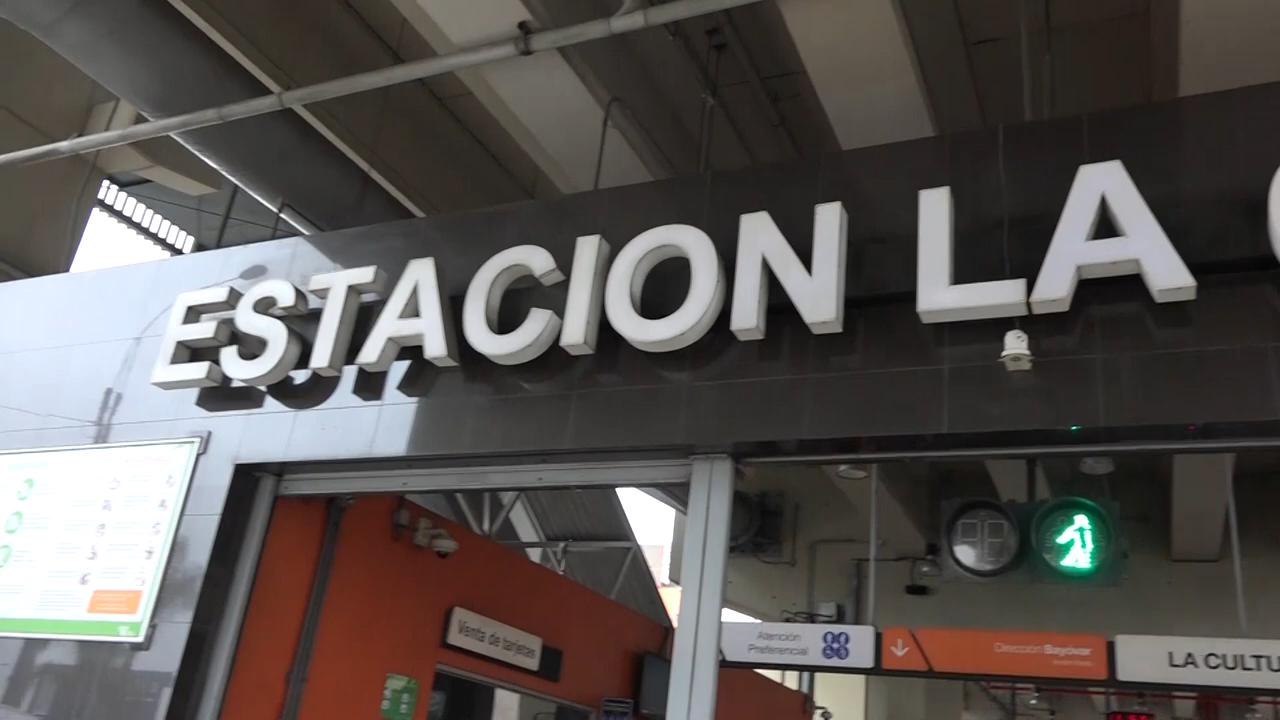 ESTACION LA
Venta de tarjetas
Atención
Preferencial
Dirección Bayóvar
LA CULTU